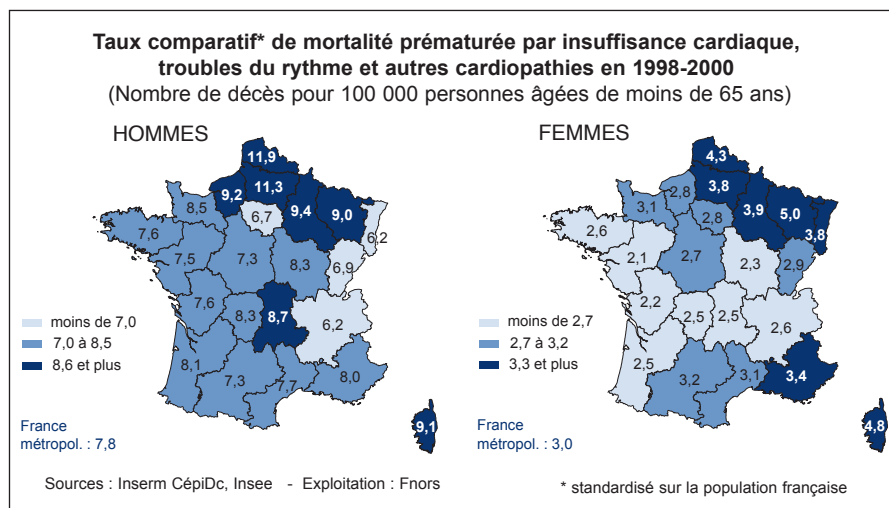 Taux comparatif* de mortalité prématurée par insuffisance cardiaque,
troubles du rythme et autres cardiopathies en 1998-2000
(Nombre de décès pour 100 000 personnes âgées de moins de 65 ans)
HOMMES
11,9
9,2
11,3
8,5
6,7
9,4
9,0
6,2
7,6
7,5
7,3
8,3
6,9
7,6
8,3
8,7
6,2
8,1
7,3
7,7
8,0
9,1
moins de 7,0
7,0 à 8,5
8,6 et plus
France
métropol. : 7,8
FEMMES
4,3
2,8
3,8
3,1
2,8
3,9
5,0
3,8
2,6
2,1
2,7
2,3
2,9
2,2
2,5
2,5
2,6
2,5
3,2
3,1
3,4
4,8
moins de 2,7
2,7 à 3,2
3,3 et plus
France
métropol. : 3,0
Sources : Inserm CépiDc, Insee - Exploitation : Fnors
* standardisé sur la population française